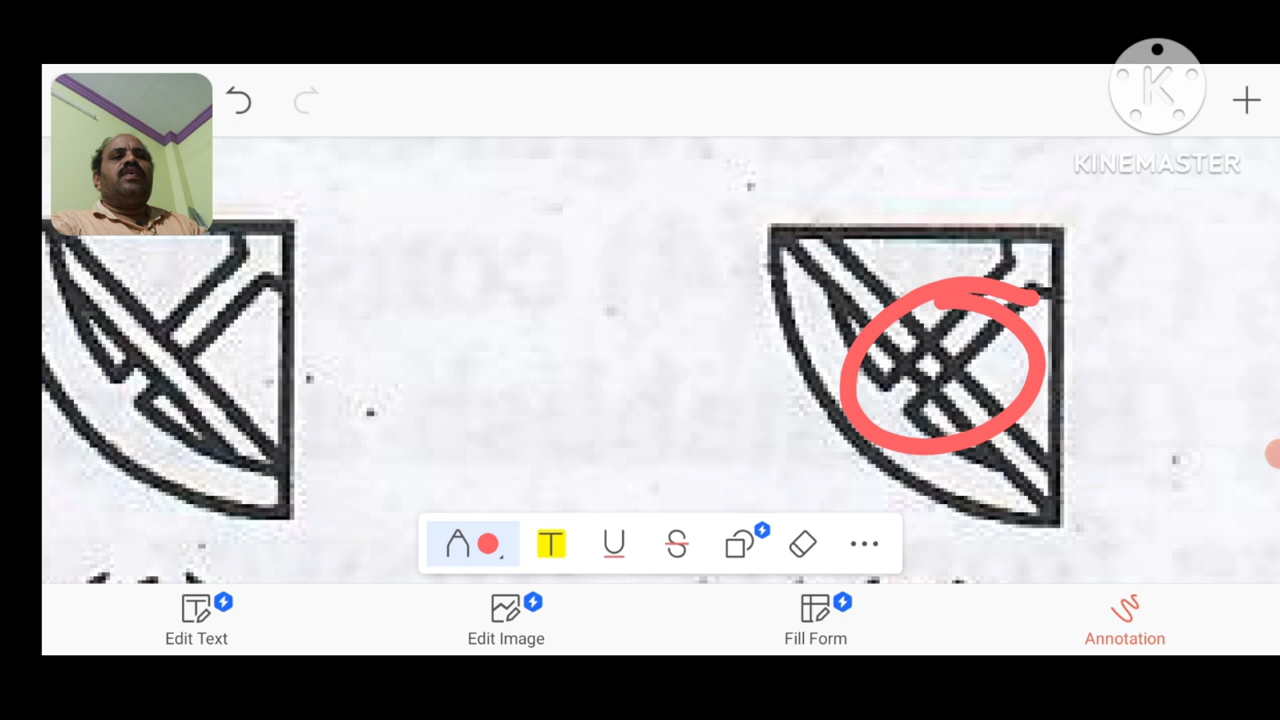 K
KINEMASTER
T U S
Edit Text
Edit Image
Fill Form
Annotation